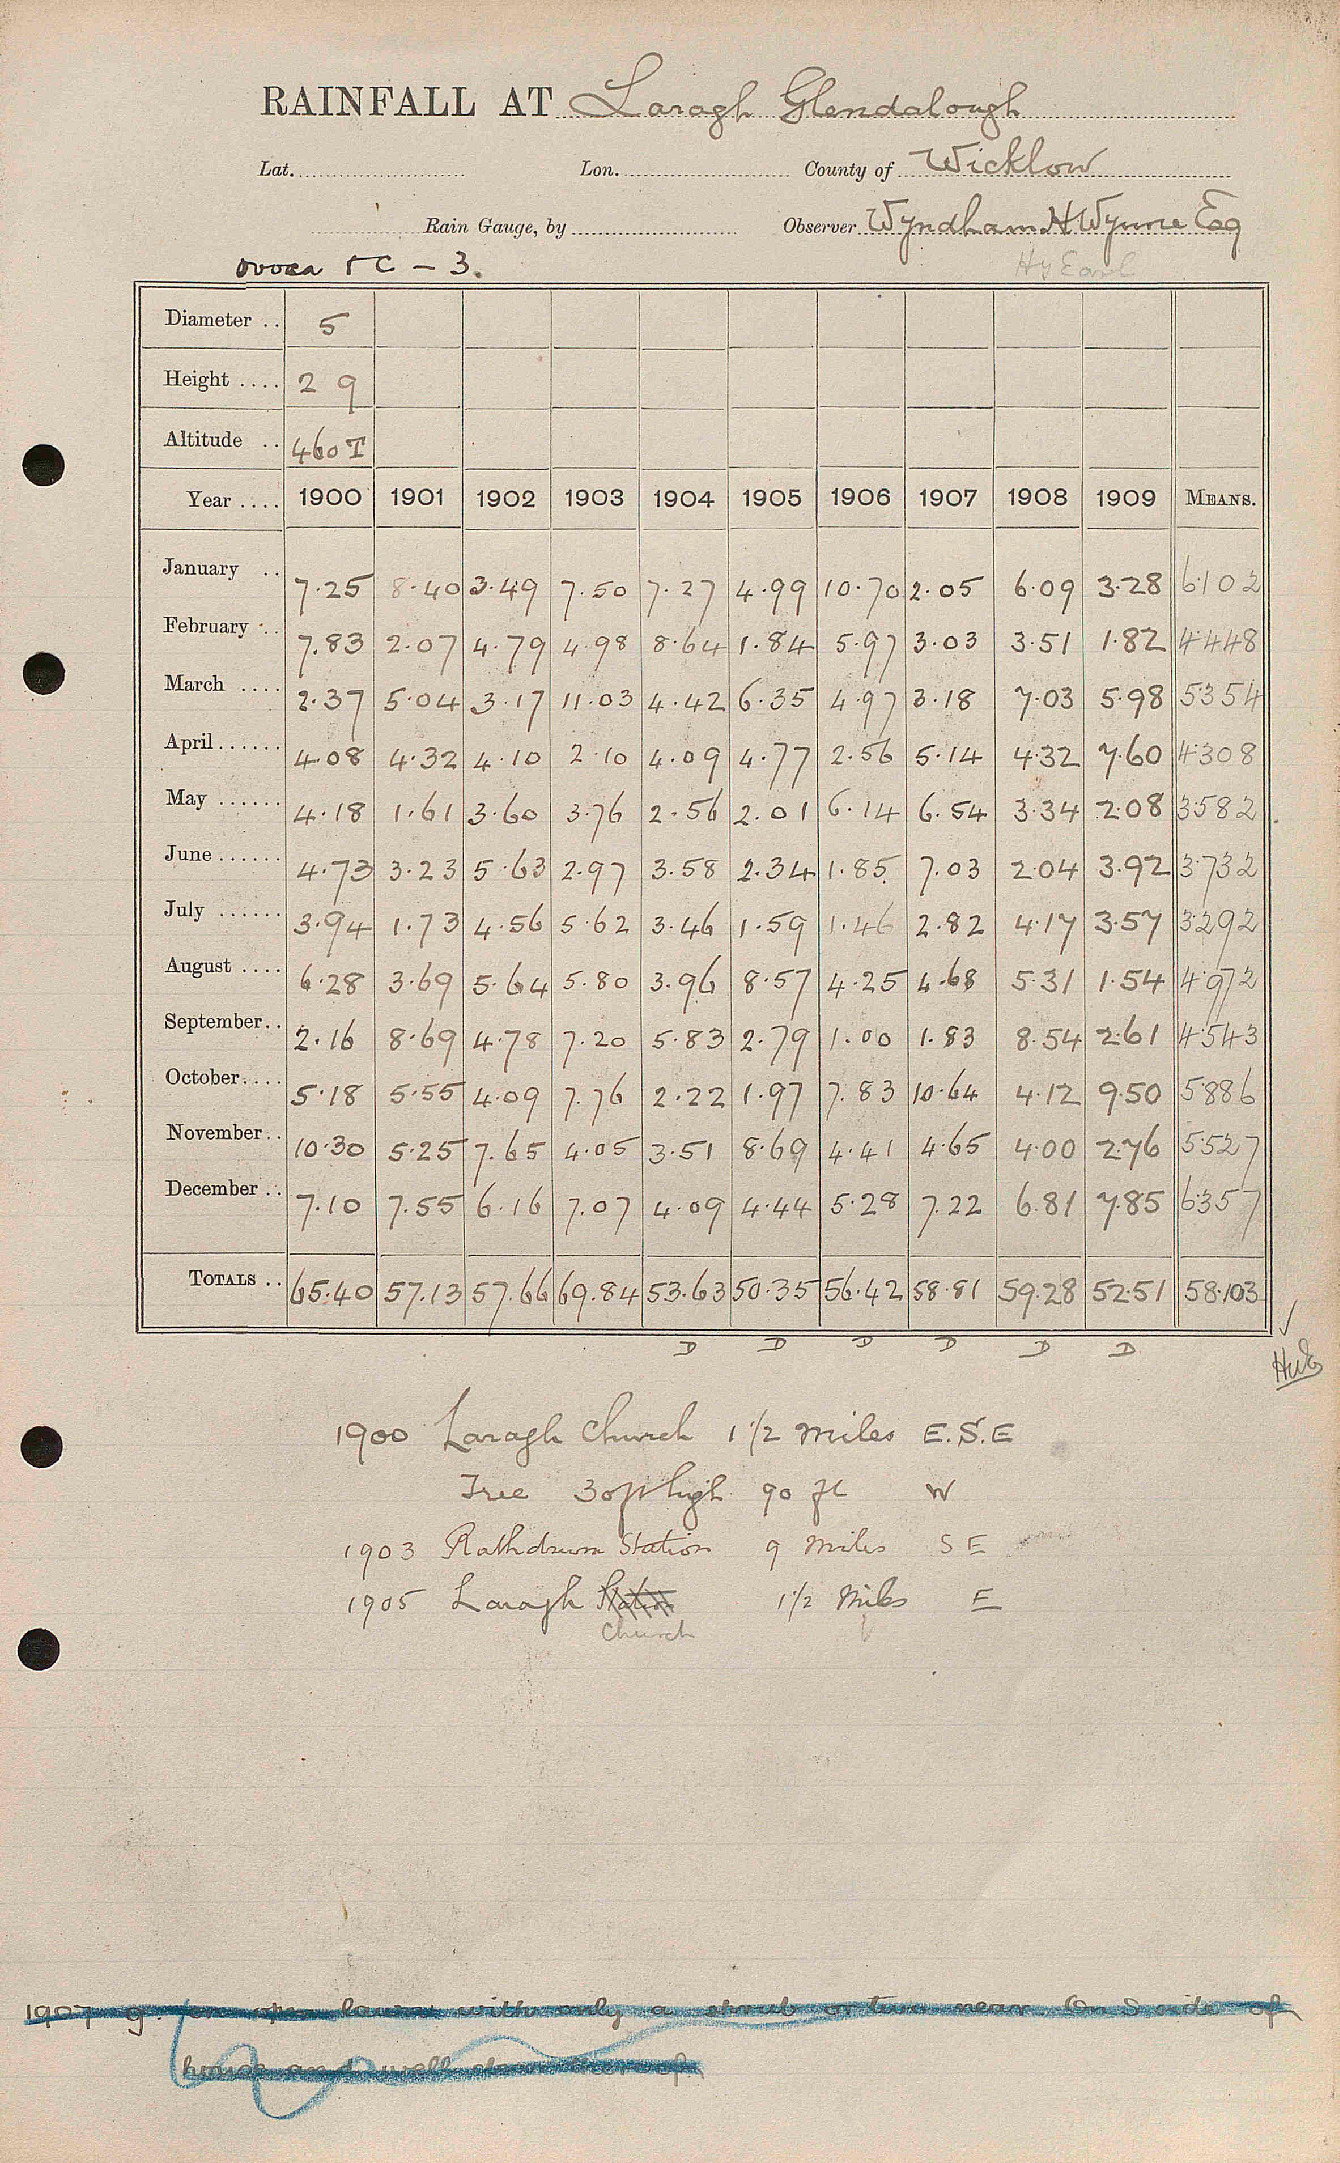 RAINFALL AT Laragh Glendalough
Lat. Lon. County of Wicklow
Rain Gauge, by Observer Wyndham H Wynne Esq
Ovoca 5 C - 3. Hy Earl
Diameter .. 5
Height .... 2 9
Altitude .. 460 T
Year .... 1900 1901 1902 1903 1904 1905 1906 1907 1908 1909 MEANS.
January .. 7.25 8.40 3.49 7.50 7.27 4.99 10.70 2.05 6.09 3.28 6.102
February .. 7.83 2.07 4.79 4.98 8.64 1.84 5.97 3.03 3.51 1.82 4.448
March .... 2.37 5.04 3.17 11.03 4.42 6.35 4.97 3.18 7.03 5.98 5354
April ...... 4.08 4.32 4.10 2.10 4.09 4.77 2.56 5.14 4.32 7.60 4308
May ...... 4.18 1.61 3.60 3.76 2.56 2.01 6.14 6.54 3.34 2.08 3582
June ...... 4.73 3.23 5.63 2.97 3.58 2.34 1.85 7.03 2.04 3.92 3.732
July ...... 3.94 1.73 4.56 5.62 3.46 1.59 1.46 2.82 4.17 3.57 3292
August .... 6.28 3.69 5.64 5.80 3.96 8.57 4.25 4.68 5.31 1.54 4.972
September .. 2.16 8.69 4.78 7.20 5.83 2.79 1.00 1.83 8.54 2.61 4.543
October .... 5.18 5.55 4.09 7.76 2.22 1.97 7.83 10.64 4.12 9.50 5.886
November .. 10.30 5.25 7.65 4.05 3.51 8.69 4.41 4.65 4.00 2.76 5.527
December .. 7.10 7.55 6.16 7.07 4.09 4.44 5.28 7.22 6.81 7.85 6357
TOTALS .. 65.40 57.13 57.66 69.84 53.63 50.35 56.42 58.81 59.28 52.51 58.103
D D D D D D
1900 Laragh Church 1 1/2 miles E.S.E
Tree 30ft high 90 ft W
1903 Rathdrum Station 9 miles S E
1905 Laragh Station 1 1/2 Miles E
Church
1907 g. on open lawn with only a shrub or two near. On S side of
house and well clear thereof